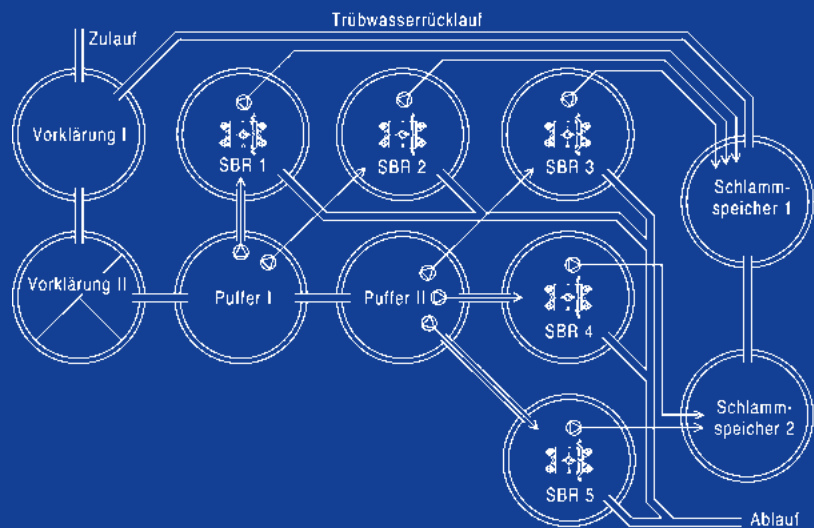 Trübwasserrücklauf
Zulauf
Vorklärung I
SBR 1
SBR 2
SBR 3
Schlamm-
speicher 1
Vorklärung II
Puffer I
Puffer II
SBR 4
Schlamm-
speicher 2
SBR 5
Ablauf